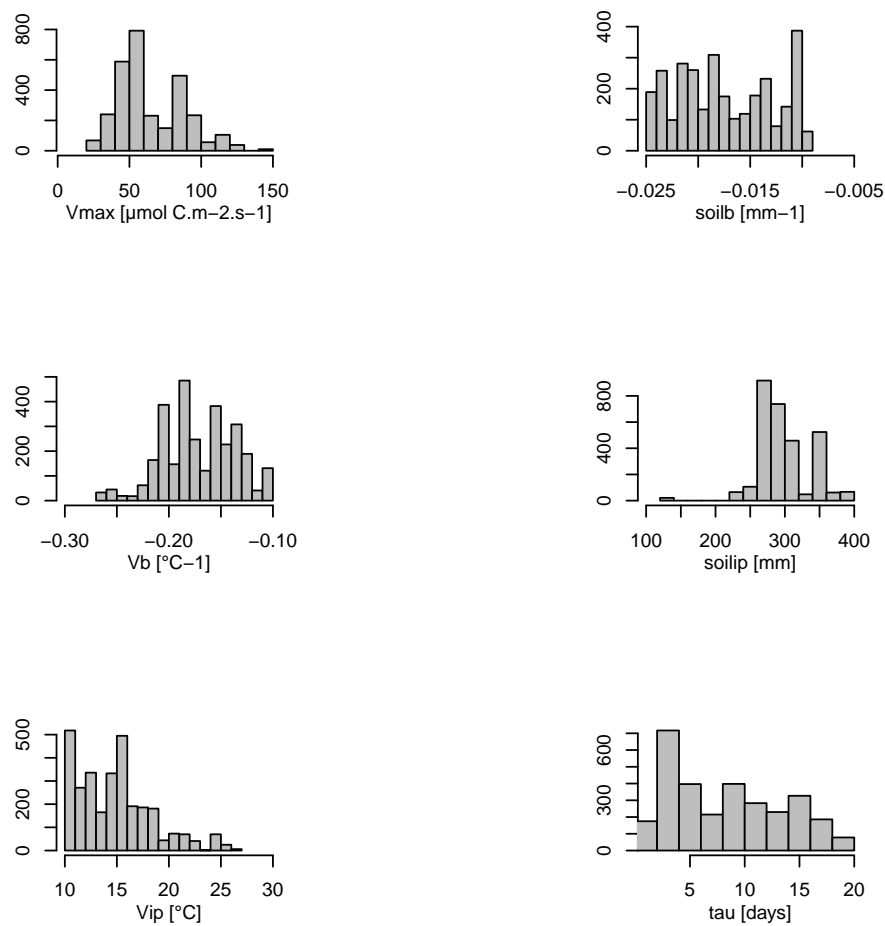 0 400 800
0 50 100 150
Vmax [µmol C.m−2.s−1]
0 200 400
−0.025 −0.015 −0.005
soilb [mm−1]
0 200 400
−0.30 −0.20 −0.10
Vb [°C−1]
0 400 800
100 200 300 400
soilip [mm]
0 200 500
10 15 20 25 30
Vip [°C]
0 300 600
5 10 15 20
tau [days]